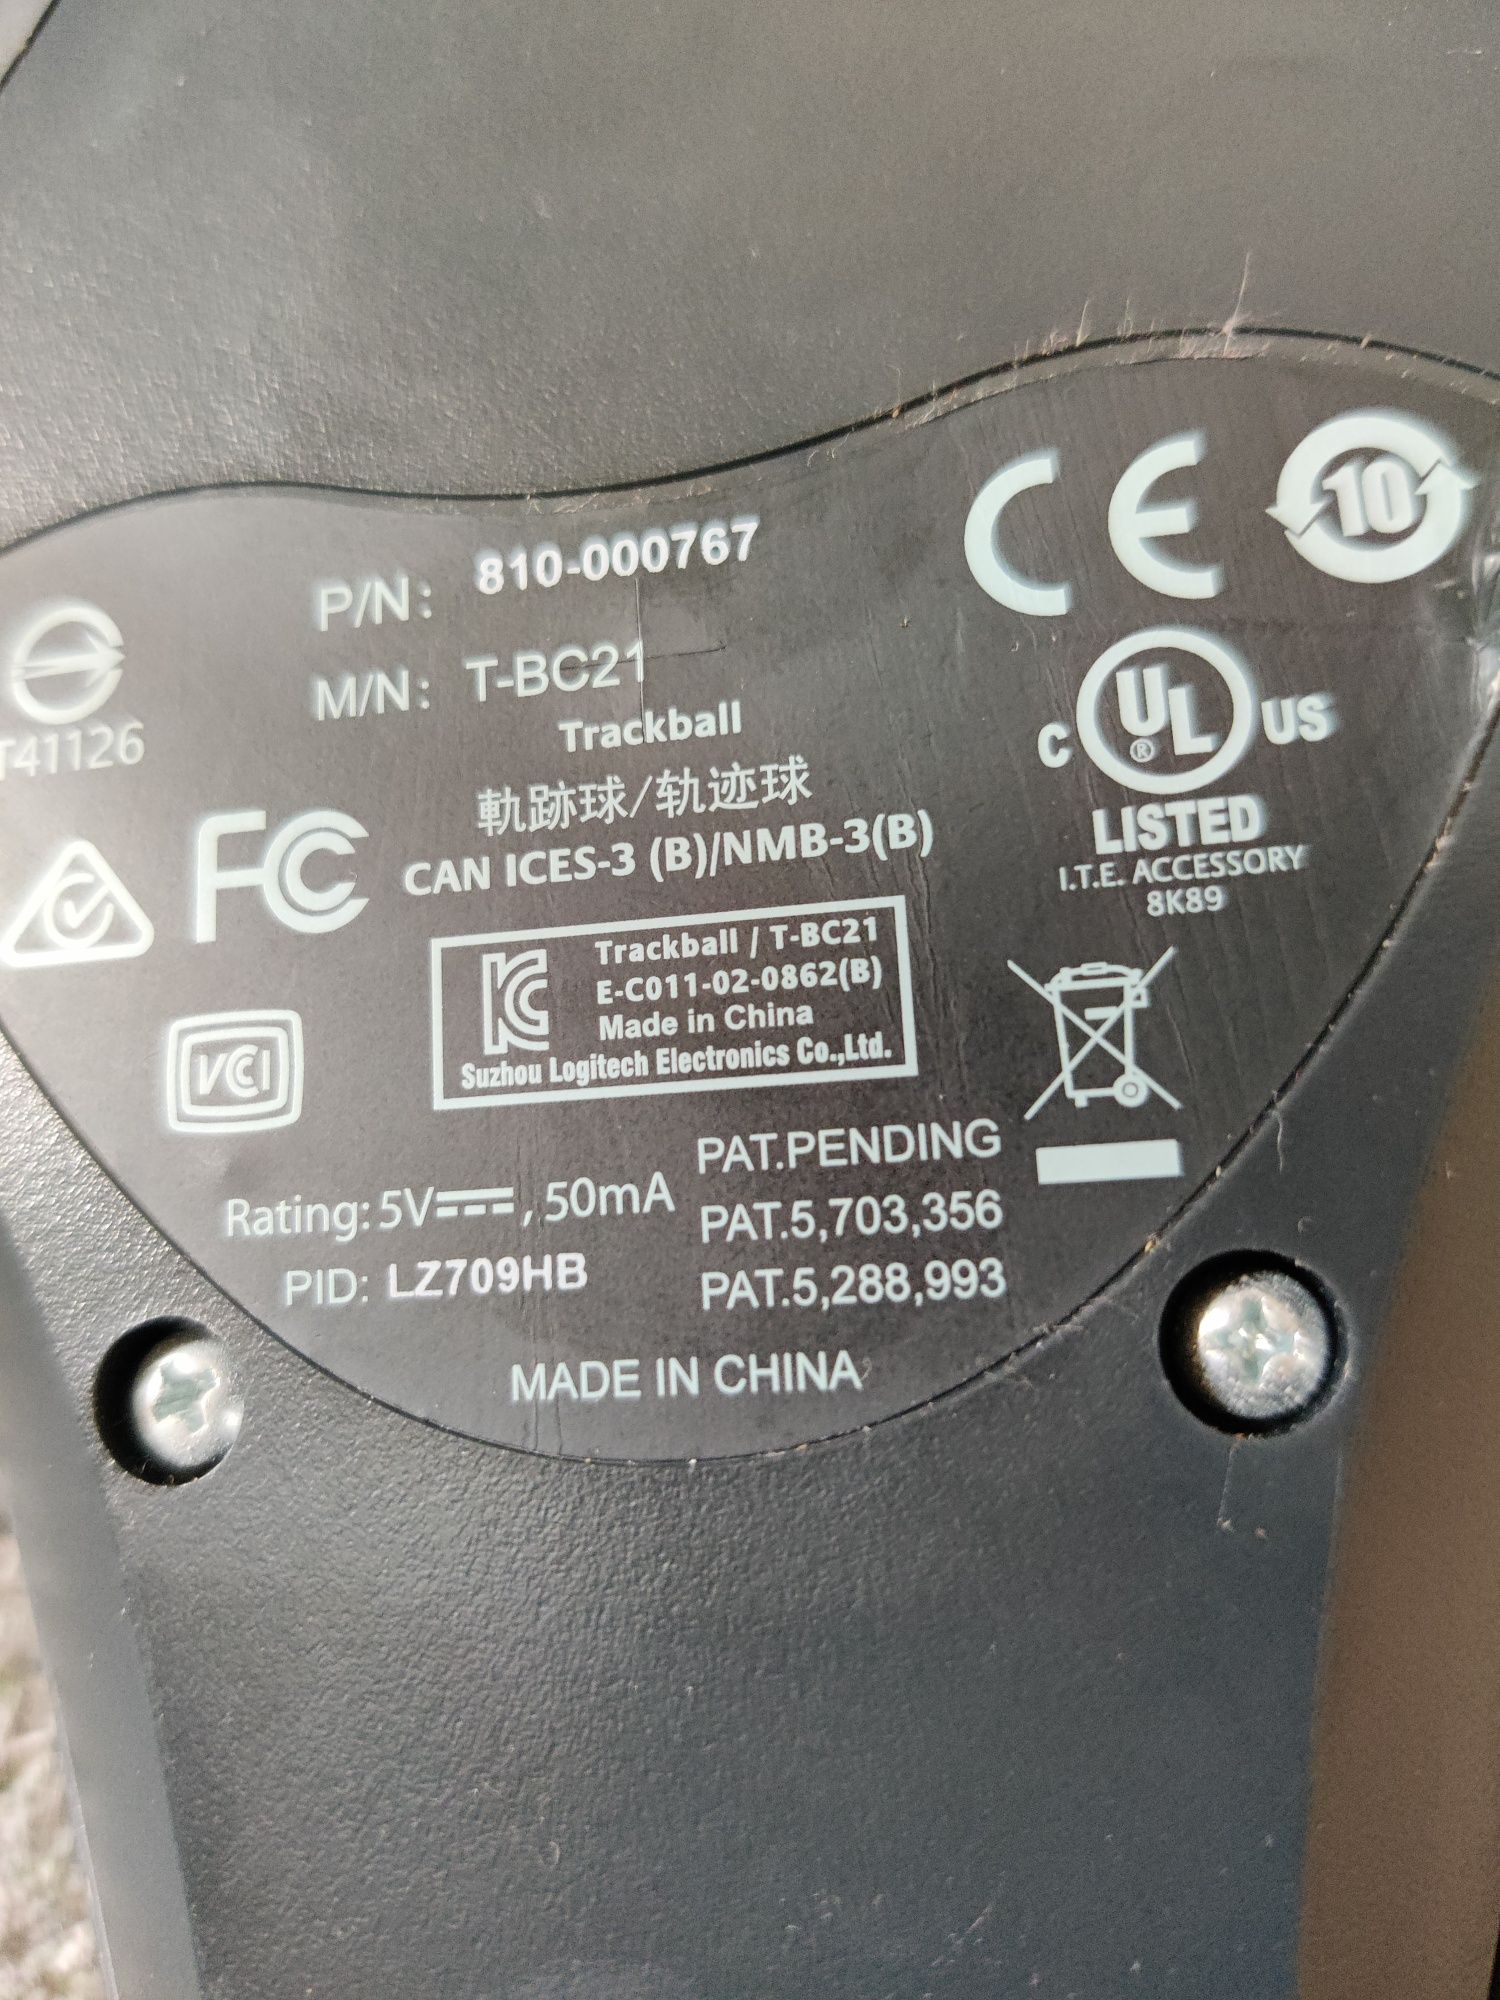 P/N: 810-000767
M/N: T-BC21
Trackball
軌跡球/轨迹球
CAN ICES-3 (B)/NMB-3(B)
T41126
FC
CE
10
C UL® US
LISTED
I.T.E. ACCESSORY
8K89
KC
Trackball / T-BC21
E-C011-02-0862(B)
Made in China
Suzhou Logitech Electronics Co.,Ltd.
VCI
Rating: 5V⎓, 50mA
PID: LZ709HB
PAT.PENDING
PAT.5,703,356
PAT.5,288,993
MADE IN CHINA